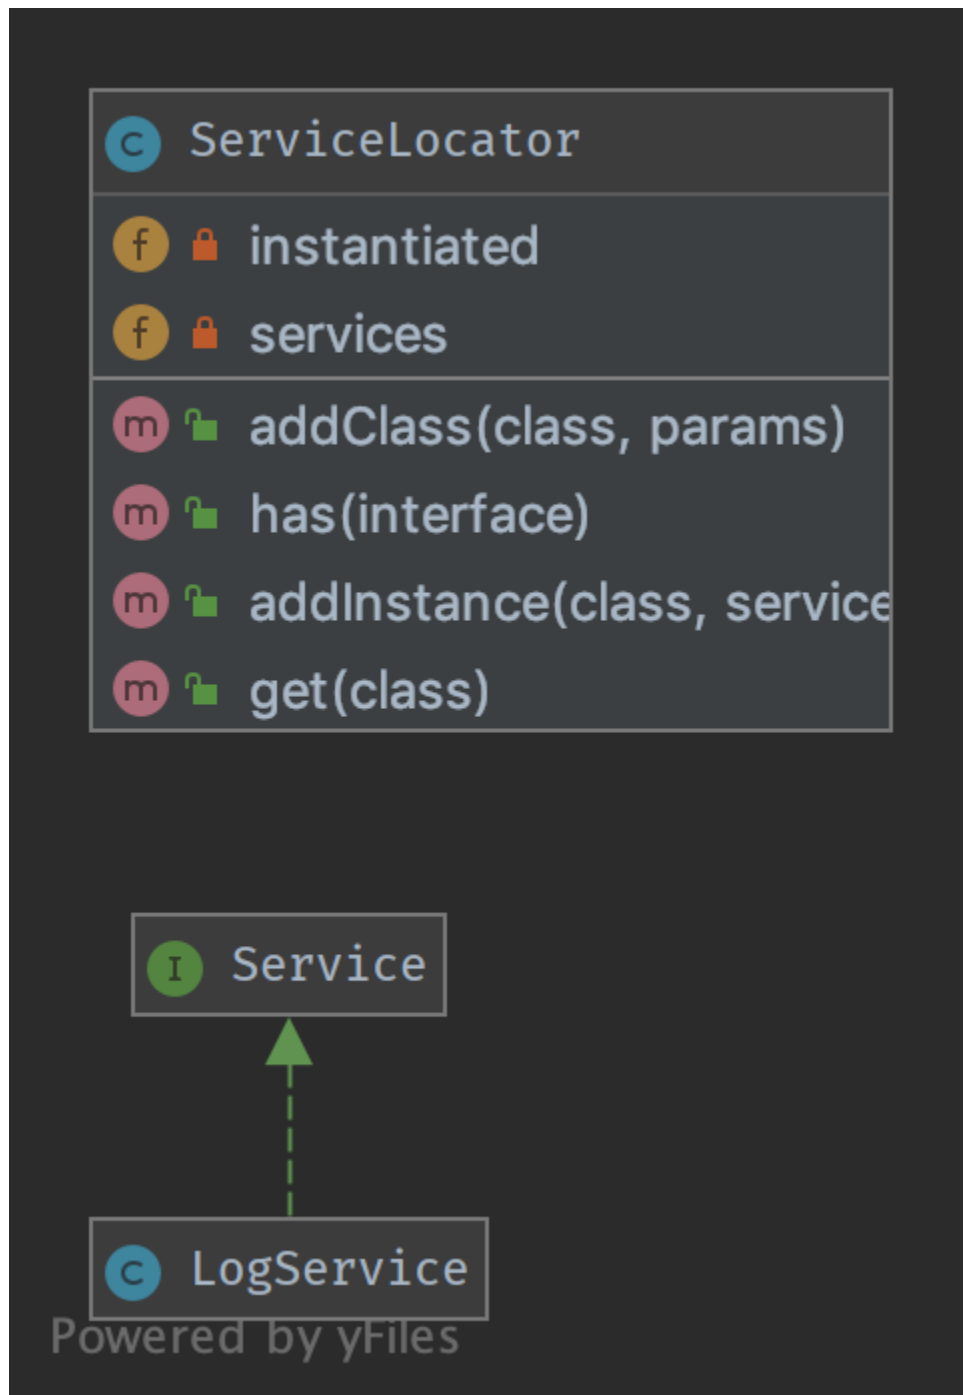 C ServiceLocator
f instantiated
f services
m addClass(class, params)
m has(interface)
m addInstance(class, service
m get(class)
I Service
C LogService
Powered by yFiles